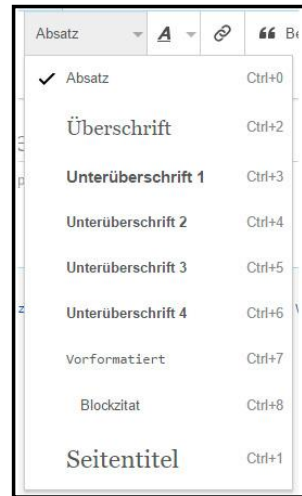 Absatz A Be
Absatz Ctrl+0
Überschrift Ctrl+2
Unterüberschrift 1 Ctrl+3
Unterüberschrift 2 Ctrl+4
Unterüberschrift 3 Ctrl+5
Unterüberschrift 4 Ctrl+6
Vorformatiert Ctrl+7
Blockzitat Ctrl+8
Seitentitel Ctrl+1